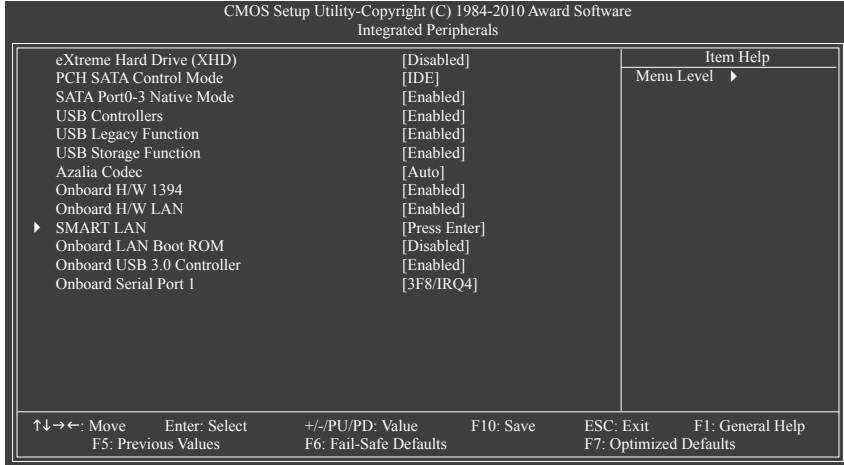 CMOS Setup Utility-Copyright (C) 1984-2010 Award Software
Integrated Peripherals
eXtreme Hard Drive (XHD) [Disabled]
PCH SATA Control Mode [IDE]
SATA Port0-3 Native Mode [Enabled]
USB Controllers [Enabled]
USB Legacy Function [Enabled]
USB Storage Function [Enabled]
Azalia Codec [Auto]
Onboard H/W 1394 [Enabled]
Onboard H/W LAN [Enabled]
SMART LAN [Press Enter]
Onboard LAN Boot ROM [Disabled]
Onboard USB 3.0 Controller [Enabled]
Onboard Serial Port 1 [3F8/IRQ4]
Item Help
Menu Level
↑↓→←: Move Enter: Select +/-/PU/PD: Value F10: Save ESC: Exit F1: General Help
F5: Previous Values F6: Fail-Safe Defaults F7: Optimized Defaults